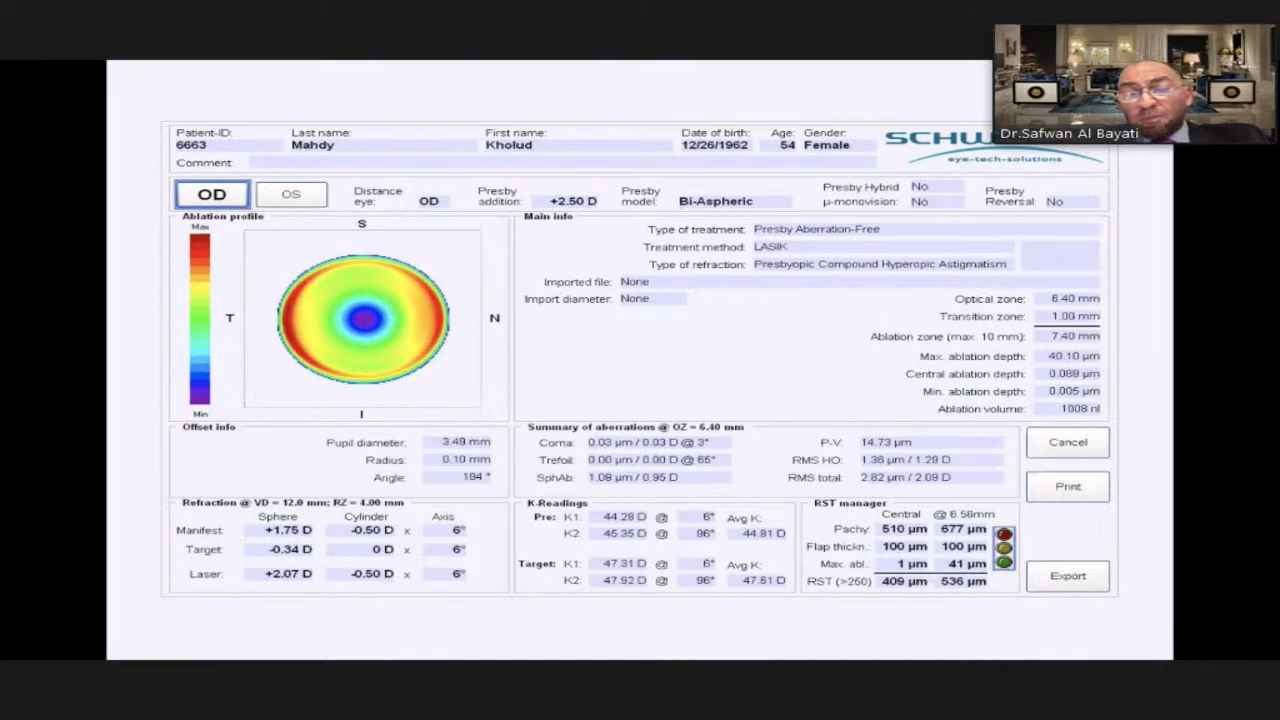 Dr.Safwan Al Bayati
Patient-ID: Last name: First name: Date of birth: Age: Gender:
6663 Mahdy Kholud 12/26/1962 54 Female
Comment:
eye-tech-solutions
OD OS Distance eye: OD Presby addition: +2.50 D Presby model: Bi-Aspheric Presby Hybrid No µ-monovision: No Presby Reversal: No
Ablation profile
Max
S
T
N
I
Min
Main info
Type of treatment: Presby Aberration-Free
Treatment method: LASIK
Type of refraction: Presbyopic Compound Hyperopic Astigmatism
Imported file: None
Import diameter: None
Optical zone: 6.40 mm
Transition zone: 1.00 mm
Ablation zone (max. 10 mm): 7.40 mm
Max. ablation depth: 40.10 µm
Central ablation depth: 0.088 µm
Min. ablation depth: 0.005 µm
Ablation volume: 1008 nl
Offset info
Pupil diameter: 3.49 mm
Radius: 0.10 mm
Angle: 184 °
Summary of aberrations @ OZ = 6.40 mm
Coma: 0.03 µm / 0.03 D @ 3° P-V: 14.73 µm
Trefoil: 0.00 µm / 0.00 D @ 65° RMS HO: 1.36 µm / 1.29 D
SphAb: 1.09 µm / 0.95 D RMS total: 2.82 µm / 2.09 D
Cancel
Print
Export
Refraction @ VD = 12.0 mm; RZ = 4.00 mm
Sphere Cylinder Axis
Manifest: +1.75 D -0.50 D x 6°
Target: -0.34 D 0 D x 6°
Laser: +2.07 D -0.50 D x 6°
K-Readings
Pre: K1: 44.28 D @ 6° Avg K:
K2: 45.35 D @ 96° 44.81 D
Target: K1: 47.31 D @ 6° Avg K:
K2: 47.92 D @ 96° 47.61 D
RST manager
Central @ 6.56mm
Pachy: 510 µm 677 µm
Flap thickn.: 100 µm 100 µm
Max. abl.: 1 µm 41 µm
RST (>250) 409 µm 536 µm